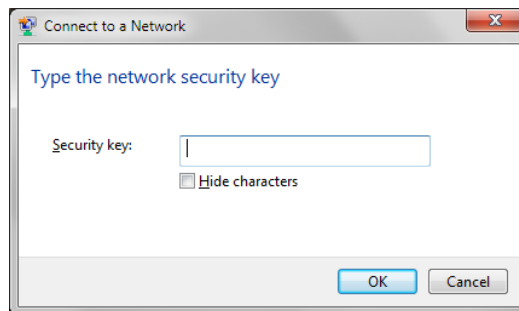 Connect to a Network
Type the network security key
Security key:
Hide characters
OK Cancel